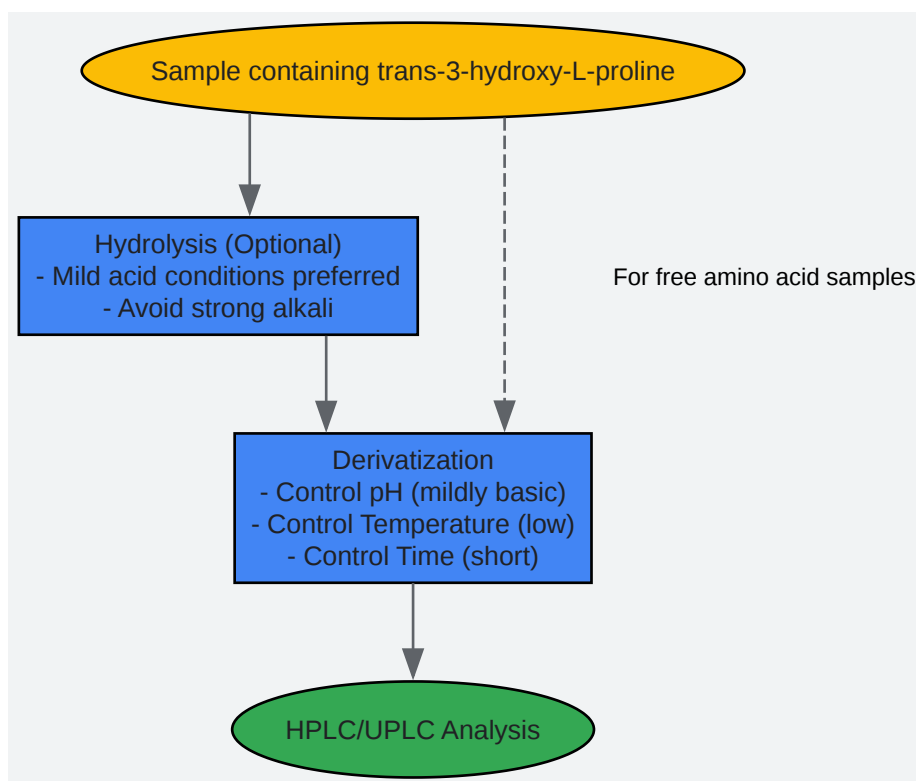 Sample containing trans-3-hydroxy-L-proline
Hydrolysis (Optional)
- Mild acid conditions preferred
- Avoid strong alkali
For free amino acid samples
Derivatization
- Control pH (mildly basic)
- Control Temperature (low)
- Control Time (short)
HPLC/UPLC Analysis